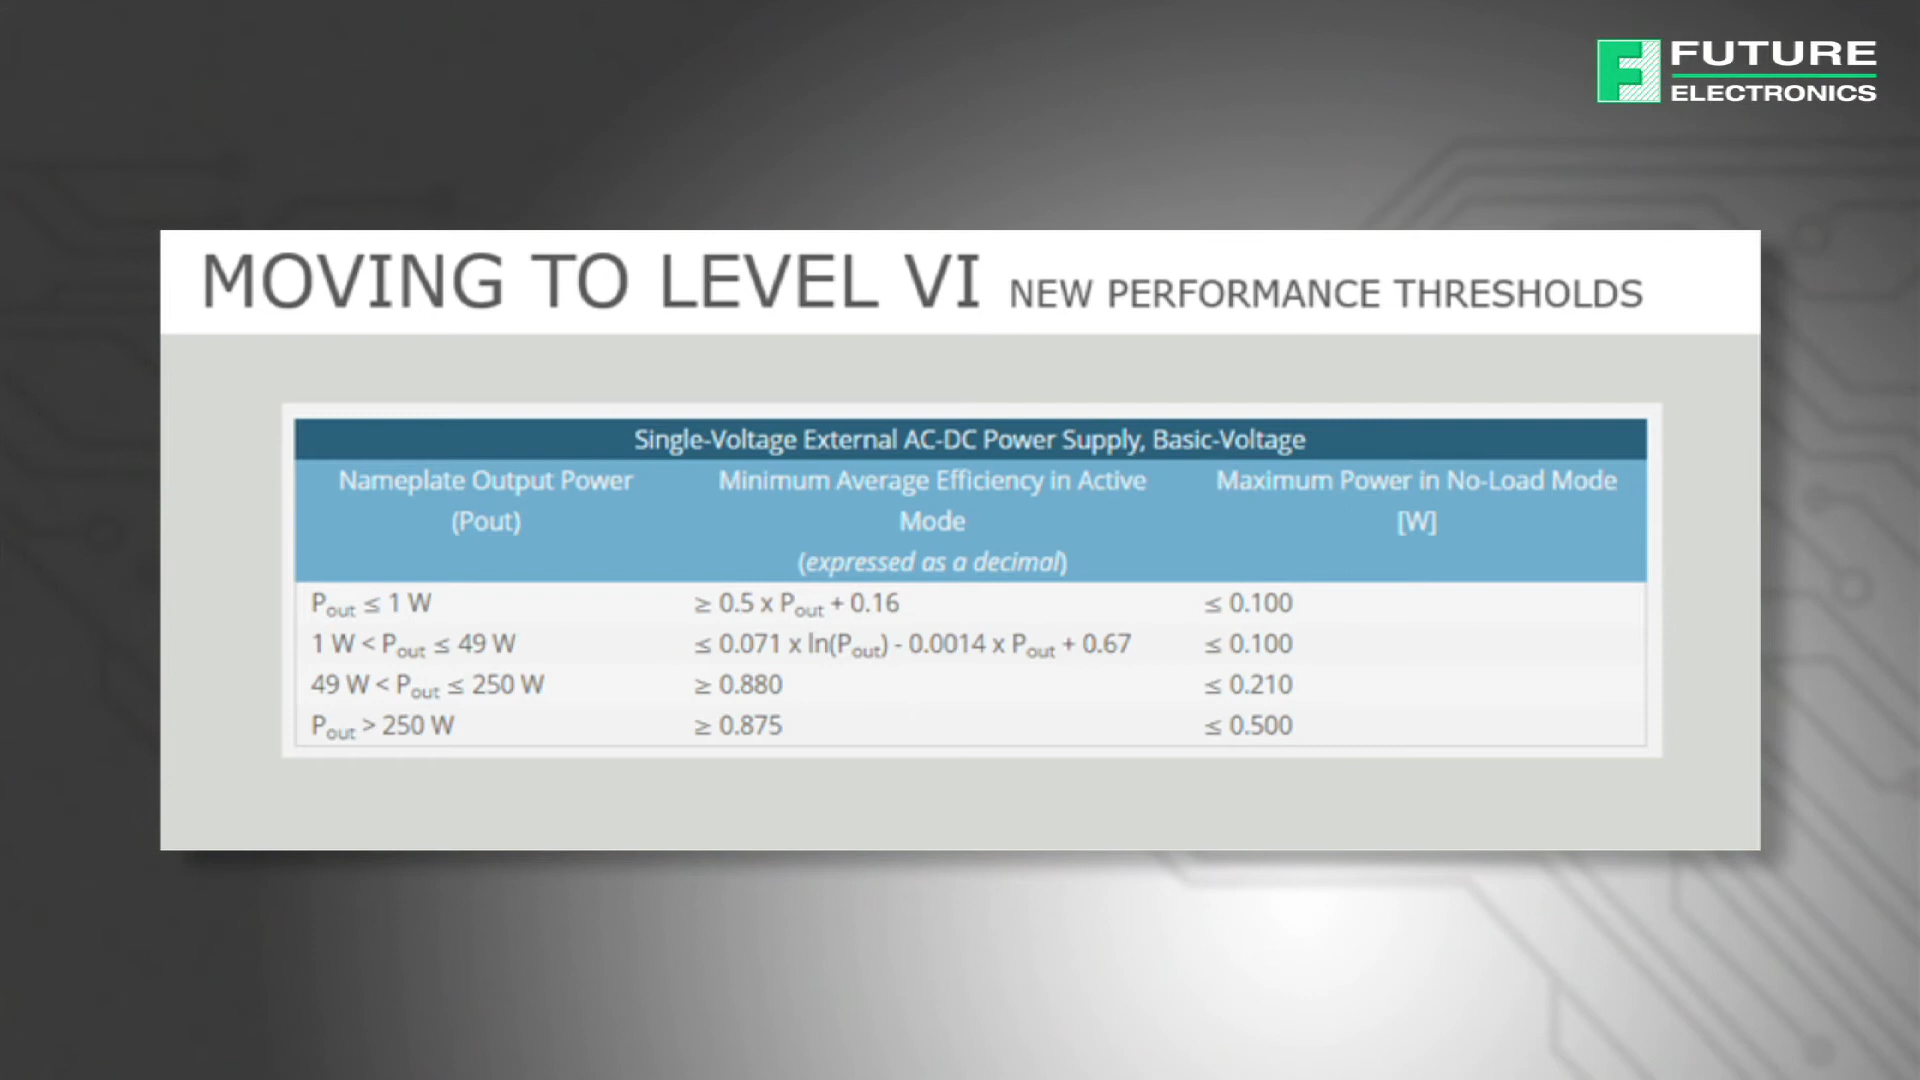 FUTURE
ELECTRONICS
MOVING TO LEVEL VI NEW PERFORMANCE THRESHOLDS
Single-Voltage External AC-DC Power Supply, Basic-Voltage
Nameplate Output Power (Pout)
Minimum Average Efficiency in Active Mode (expressed as a decimal)
Maximum Power in No-Load Mode [W]
Pout ≤ 1 W ≥ 0.5 x Pout + 0.16 ≤ 0.100
1 W < Pout ≤ 49 W ≤ 0.071 x ln(Pout) - 0.0014 x Pout + 0.67 ≤ 0.100
49 W < Pout ≤ 250 W ≥ 0.880 ≤ 0.210
Pout > 250 W ≥ 0.875 ≤ 0.500